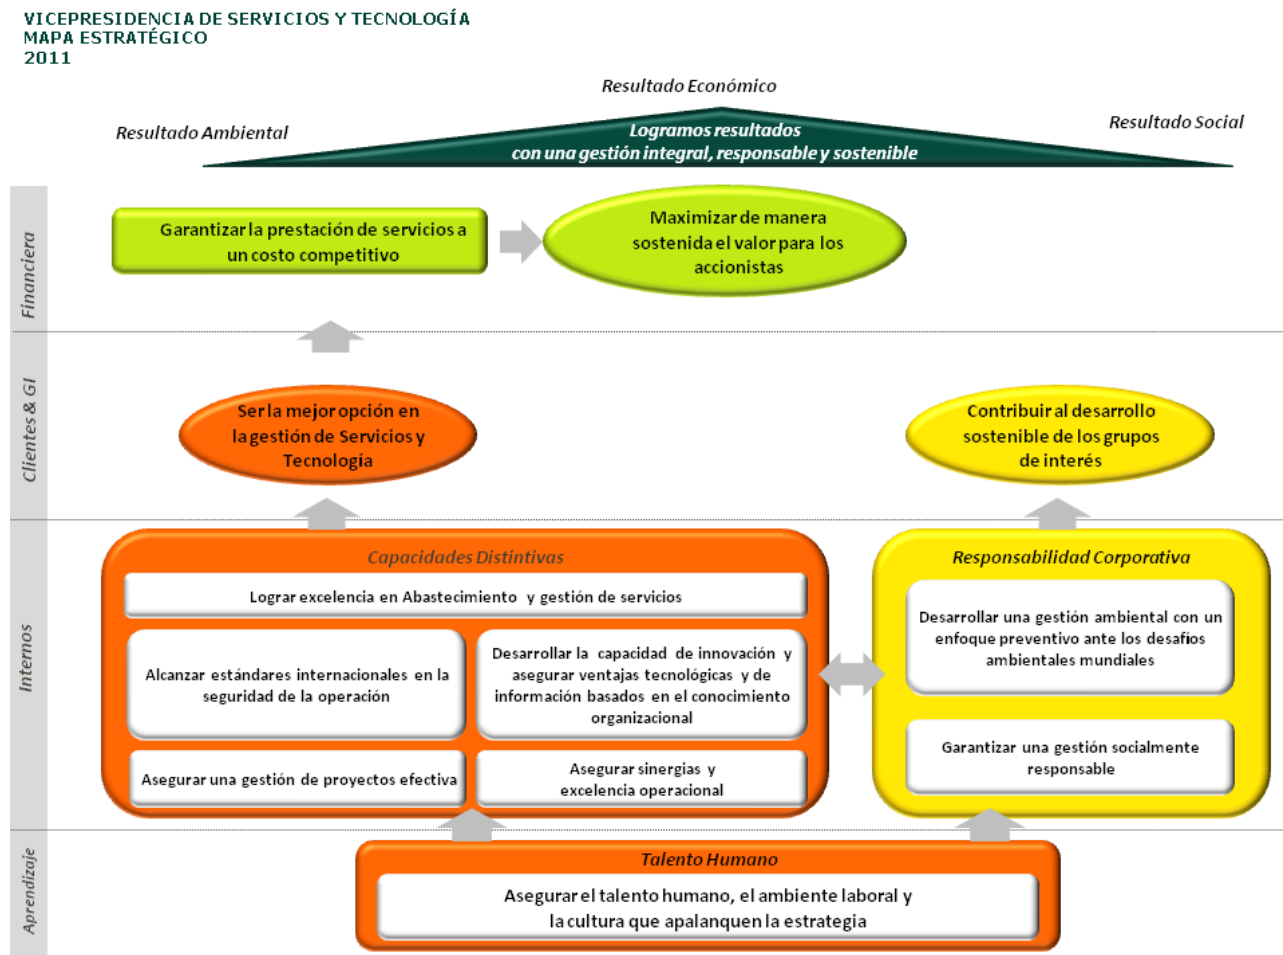 VICEPRESIDENCIA DE SERVICIOS Y TECNOLOGÍA
MAPA ESTRATÉGICO
2011
Resultado Económico
Resultado Ambiental
Resultado Social
Logramos resultados
con una gestión integral, responsable y sostenible
Financiera
Garantizar la prestación de servicios a
un costo competitivo
Maximizar de manera
sostenida el valor para los
accionistas
Clientes & GI
Ser la mejor opción en
la gestión de Servicios y
Tecnología
Contribuir al desarrollo
sostenible de los grupos
de interés
Internos
Capacidades Distintivas
Lograr excelencia en Abastecimiento y gestión de servicios
Alcanzar estándares internacionales en la
seguridad de la operación
Desarrollar la capacidad de innovación y
asegurar ventajas tecnológicas y de
información basados en el conocimiento
organizacional
Asegurar una gestión de proyectos efectiva
Asegurar sinergias y
excelencia operacional
Responsabilidad Corporativa
Desarrollar una gestión ambiental con un
enfoque preventivo ante los desafíos
ambientales mundiales
Garantizar una gestión socialmente
responsable
Aprendizaje
Talento Humano
Asegurar el talento humano, el ambiente laboral y
la cultura que apalanquen la estrategia